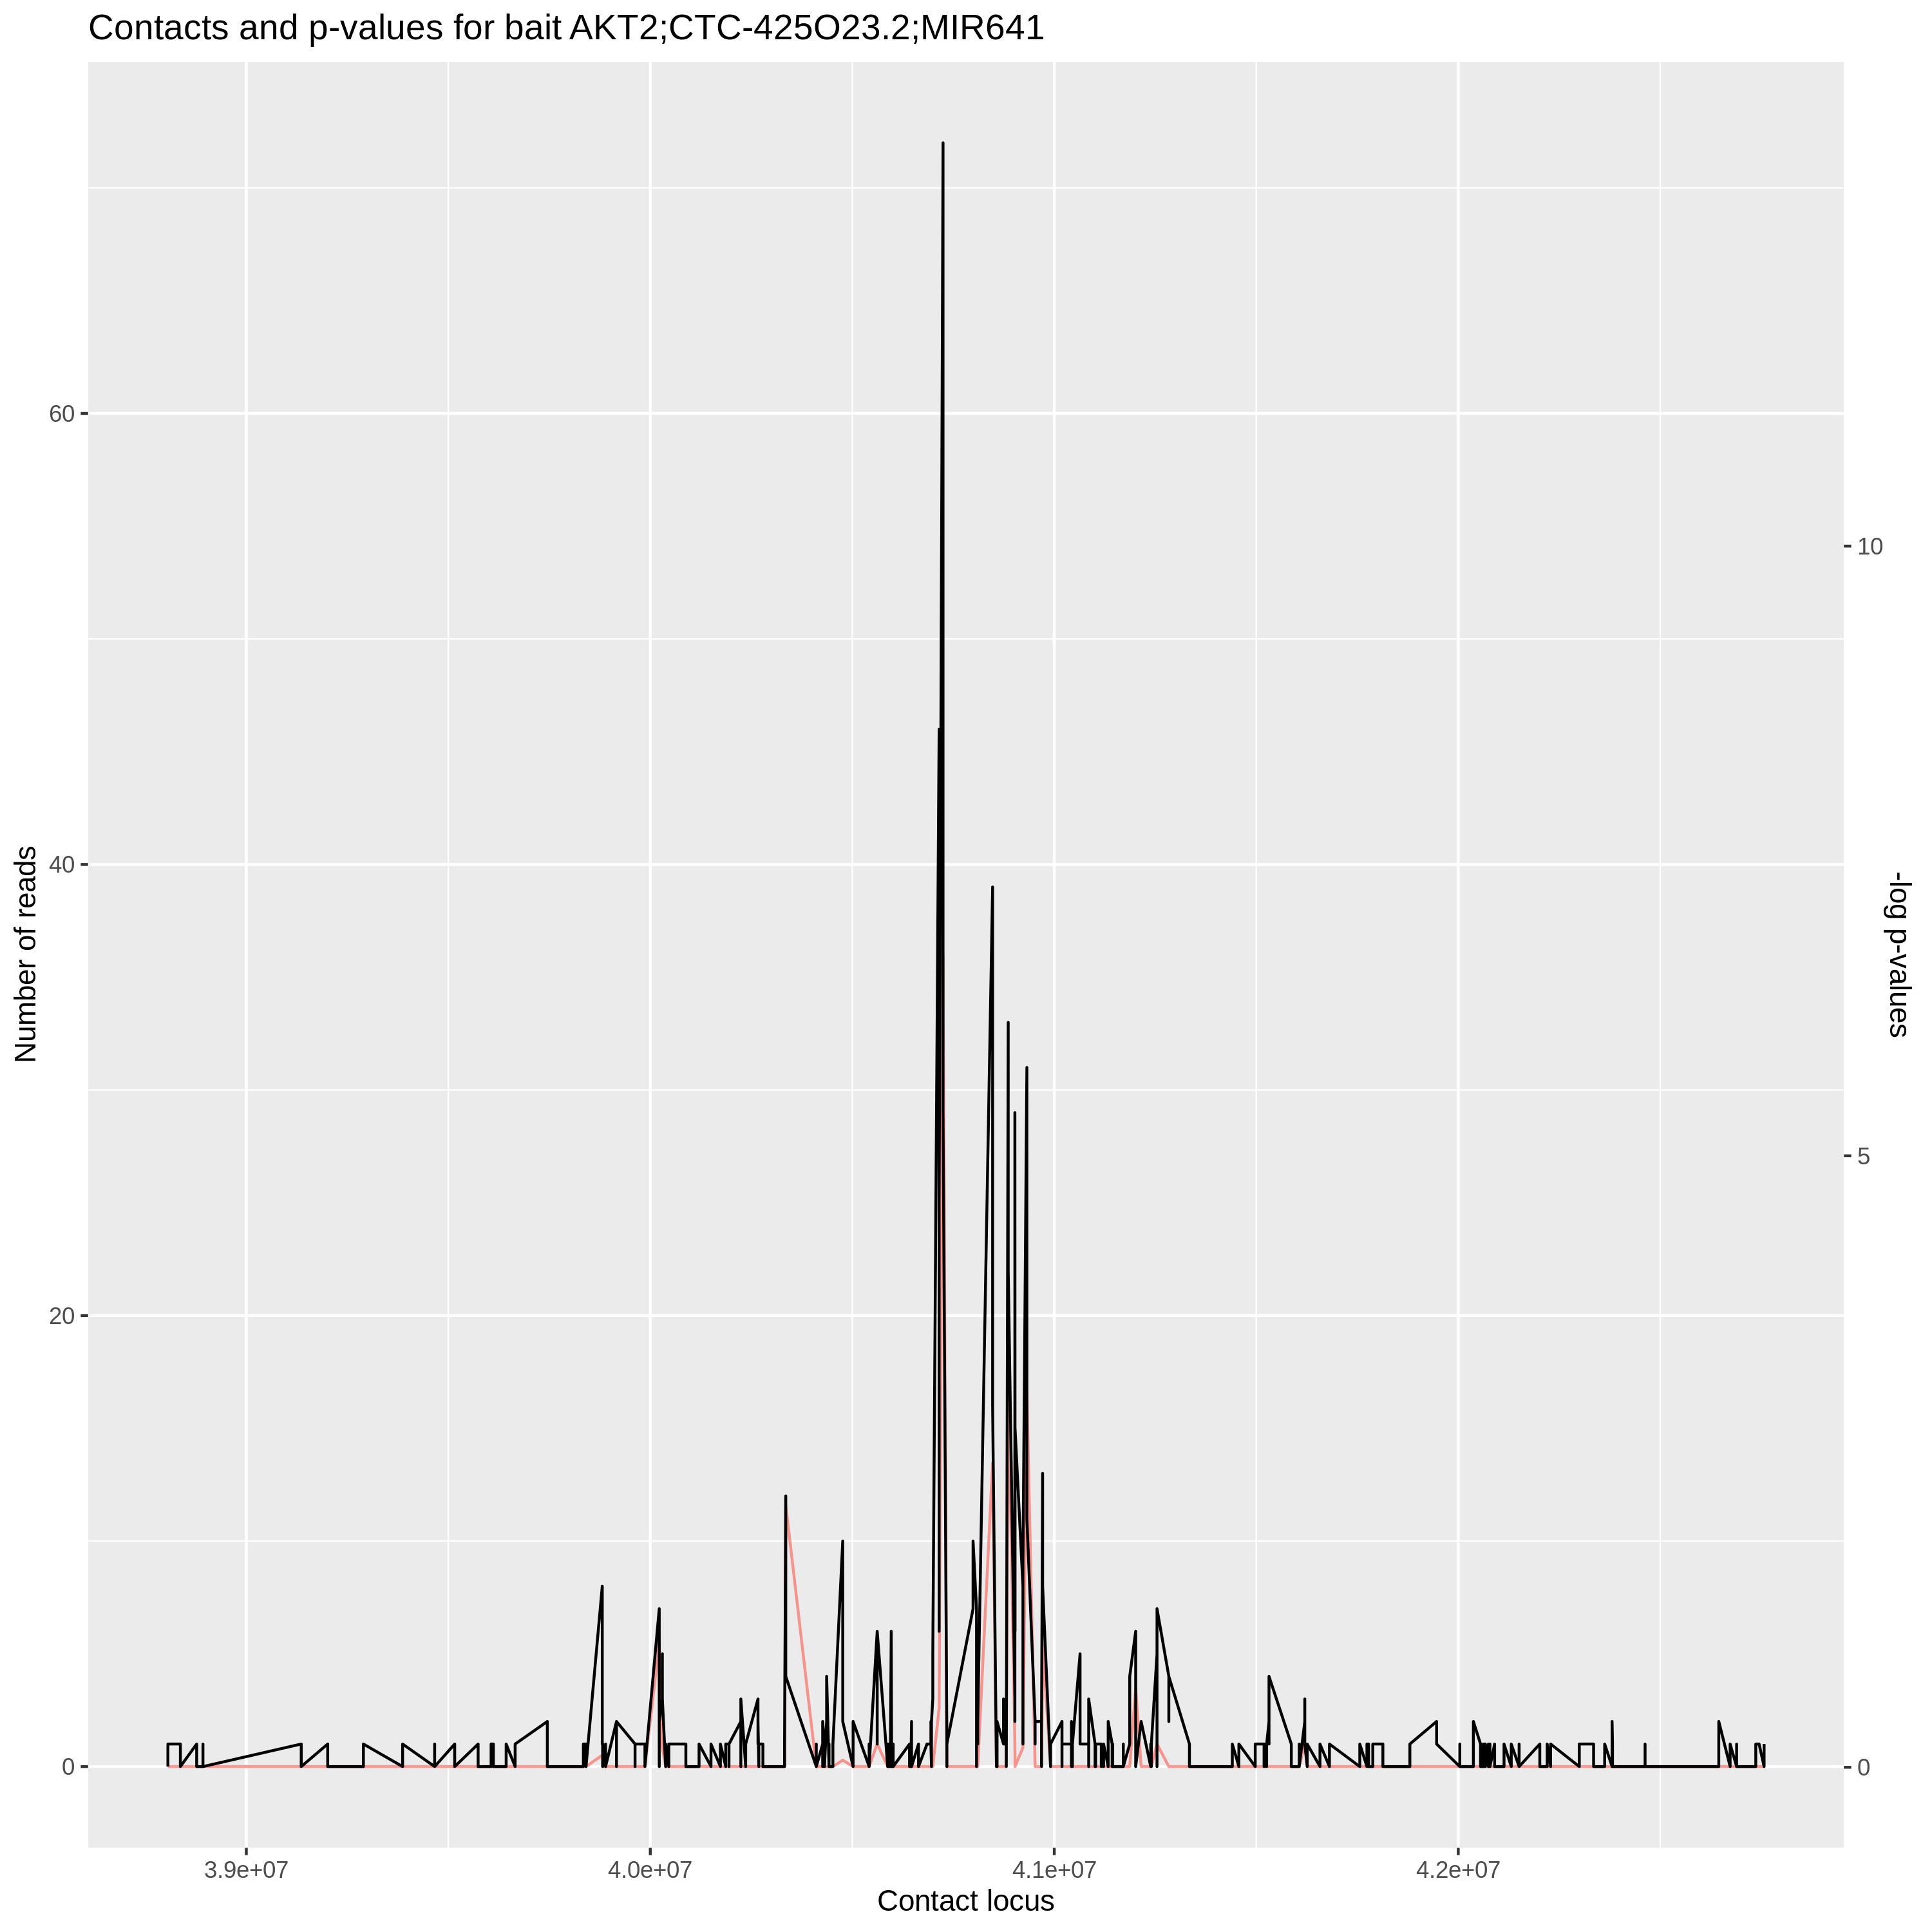 Contacts and p-values for bait AKT2;CTC-425O23.2;MIR641
60
40
20
0
Number of reads
10
5
0
-log p-values
3.9e+07
4.0e+07
4.1e+07
4.2e+07
Contact locus